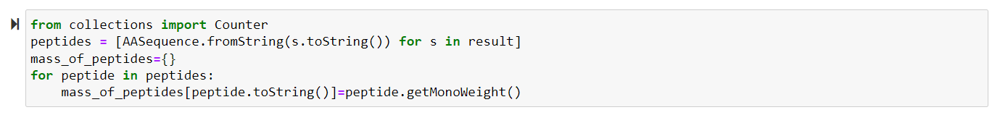 from collections import Counter
peptides = [AASequence.fromString(s.toString()) for s in result]
mass_of_peptides={}
for peptide in peptides:
    mass_of_peptides[peptide.toString()]=peptide.getMonoWeight()